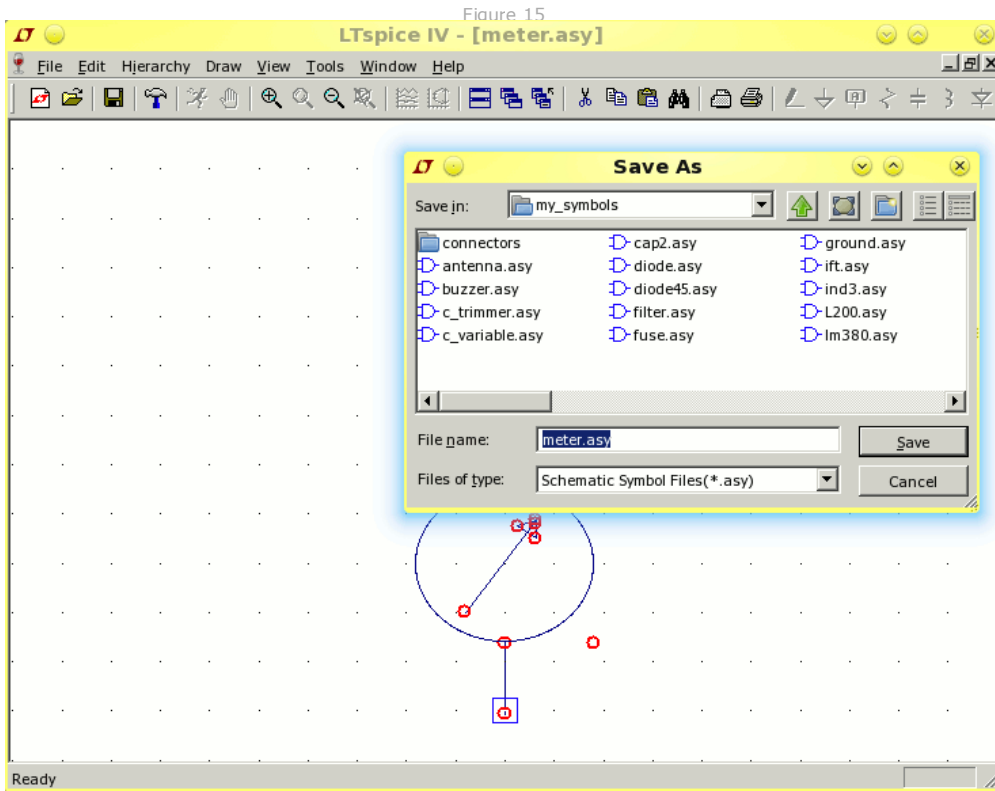 Figure 15
LTspice IV - [meter.asy]
File Edit Hierarchy Draw View Tools Window Help
Save As
Save in: my_symbols
connectors cap2.asy ground.asy
antenna.asy diode.asy ift.asy
buzzer.asy diode45.asy ind3.asy
c_trimmer.asy filter.asy L200.asy
c_variable.asy fuse.asy lm380.asy
File name: meter.asy Save
Files of type: Schematic Symbol Files(*.asy) Cancel
Ready